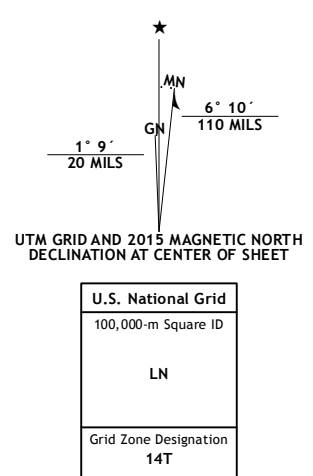 ★
MN
GN
6° 10´
110 MILS
1° 9´
20 MILS
UTM GRID AND 2015 MAGNETIC NORTH
DECLINATION AT CENTER OF SHEET
U.S. National Grid
100,000-m Square ID
LN
Grid Zone Designation
14T